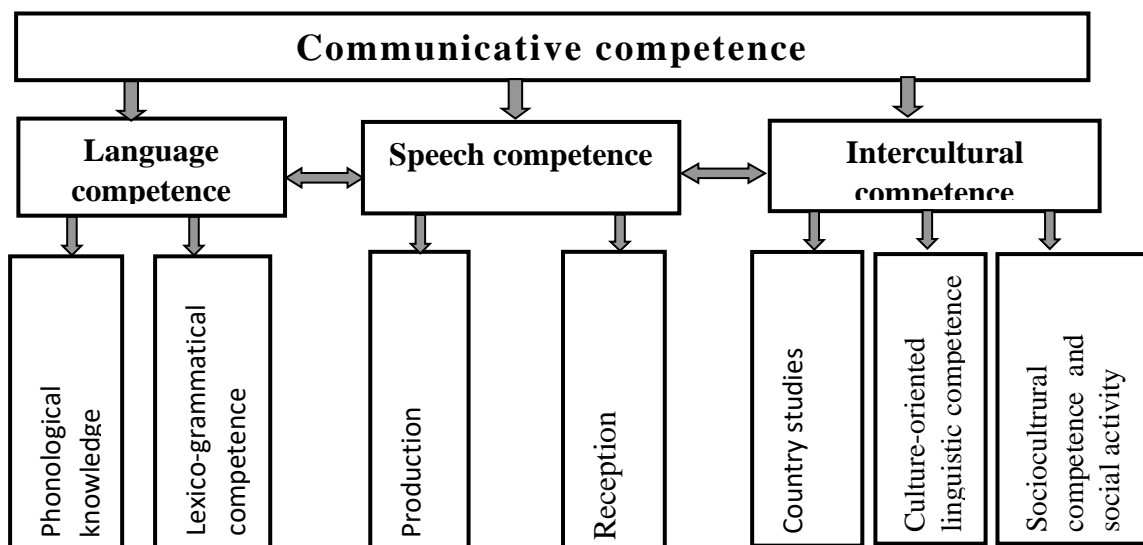 Communicative competence
Language
competence
Speech competence
Intercultural
competence
Phonological
knowledge
Lexico-grammatical
competence
Production
Reception
Country studies
Culture-oriented
linguistic competence
Sociocultrural
competence and
social activity